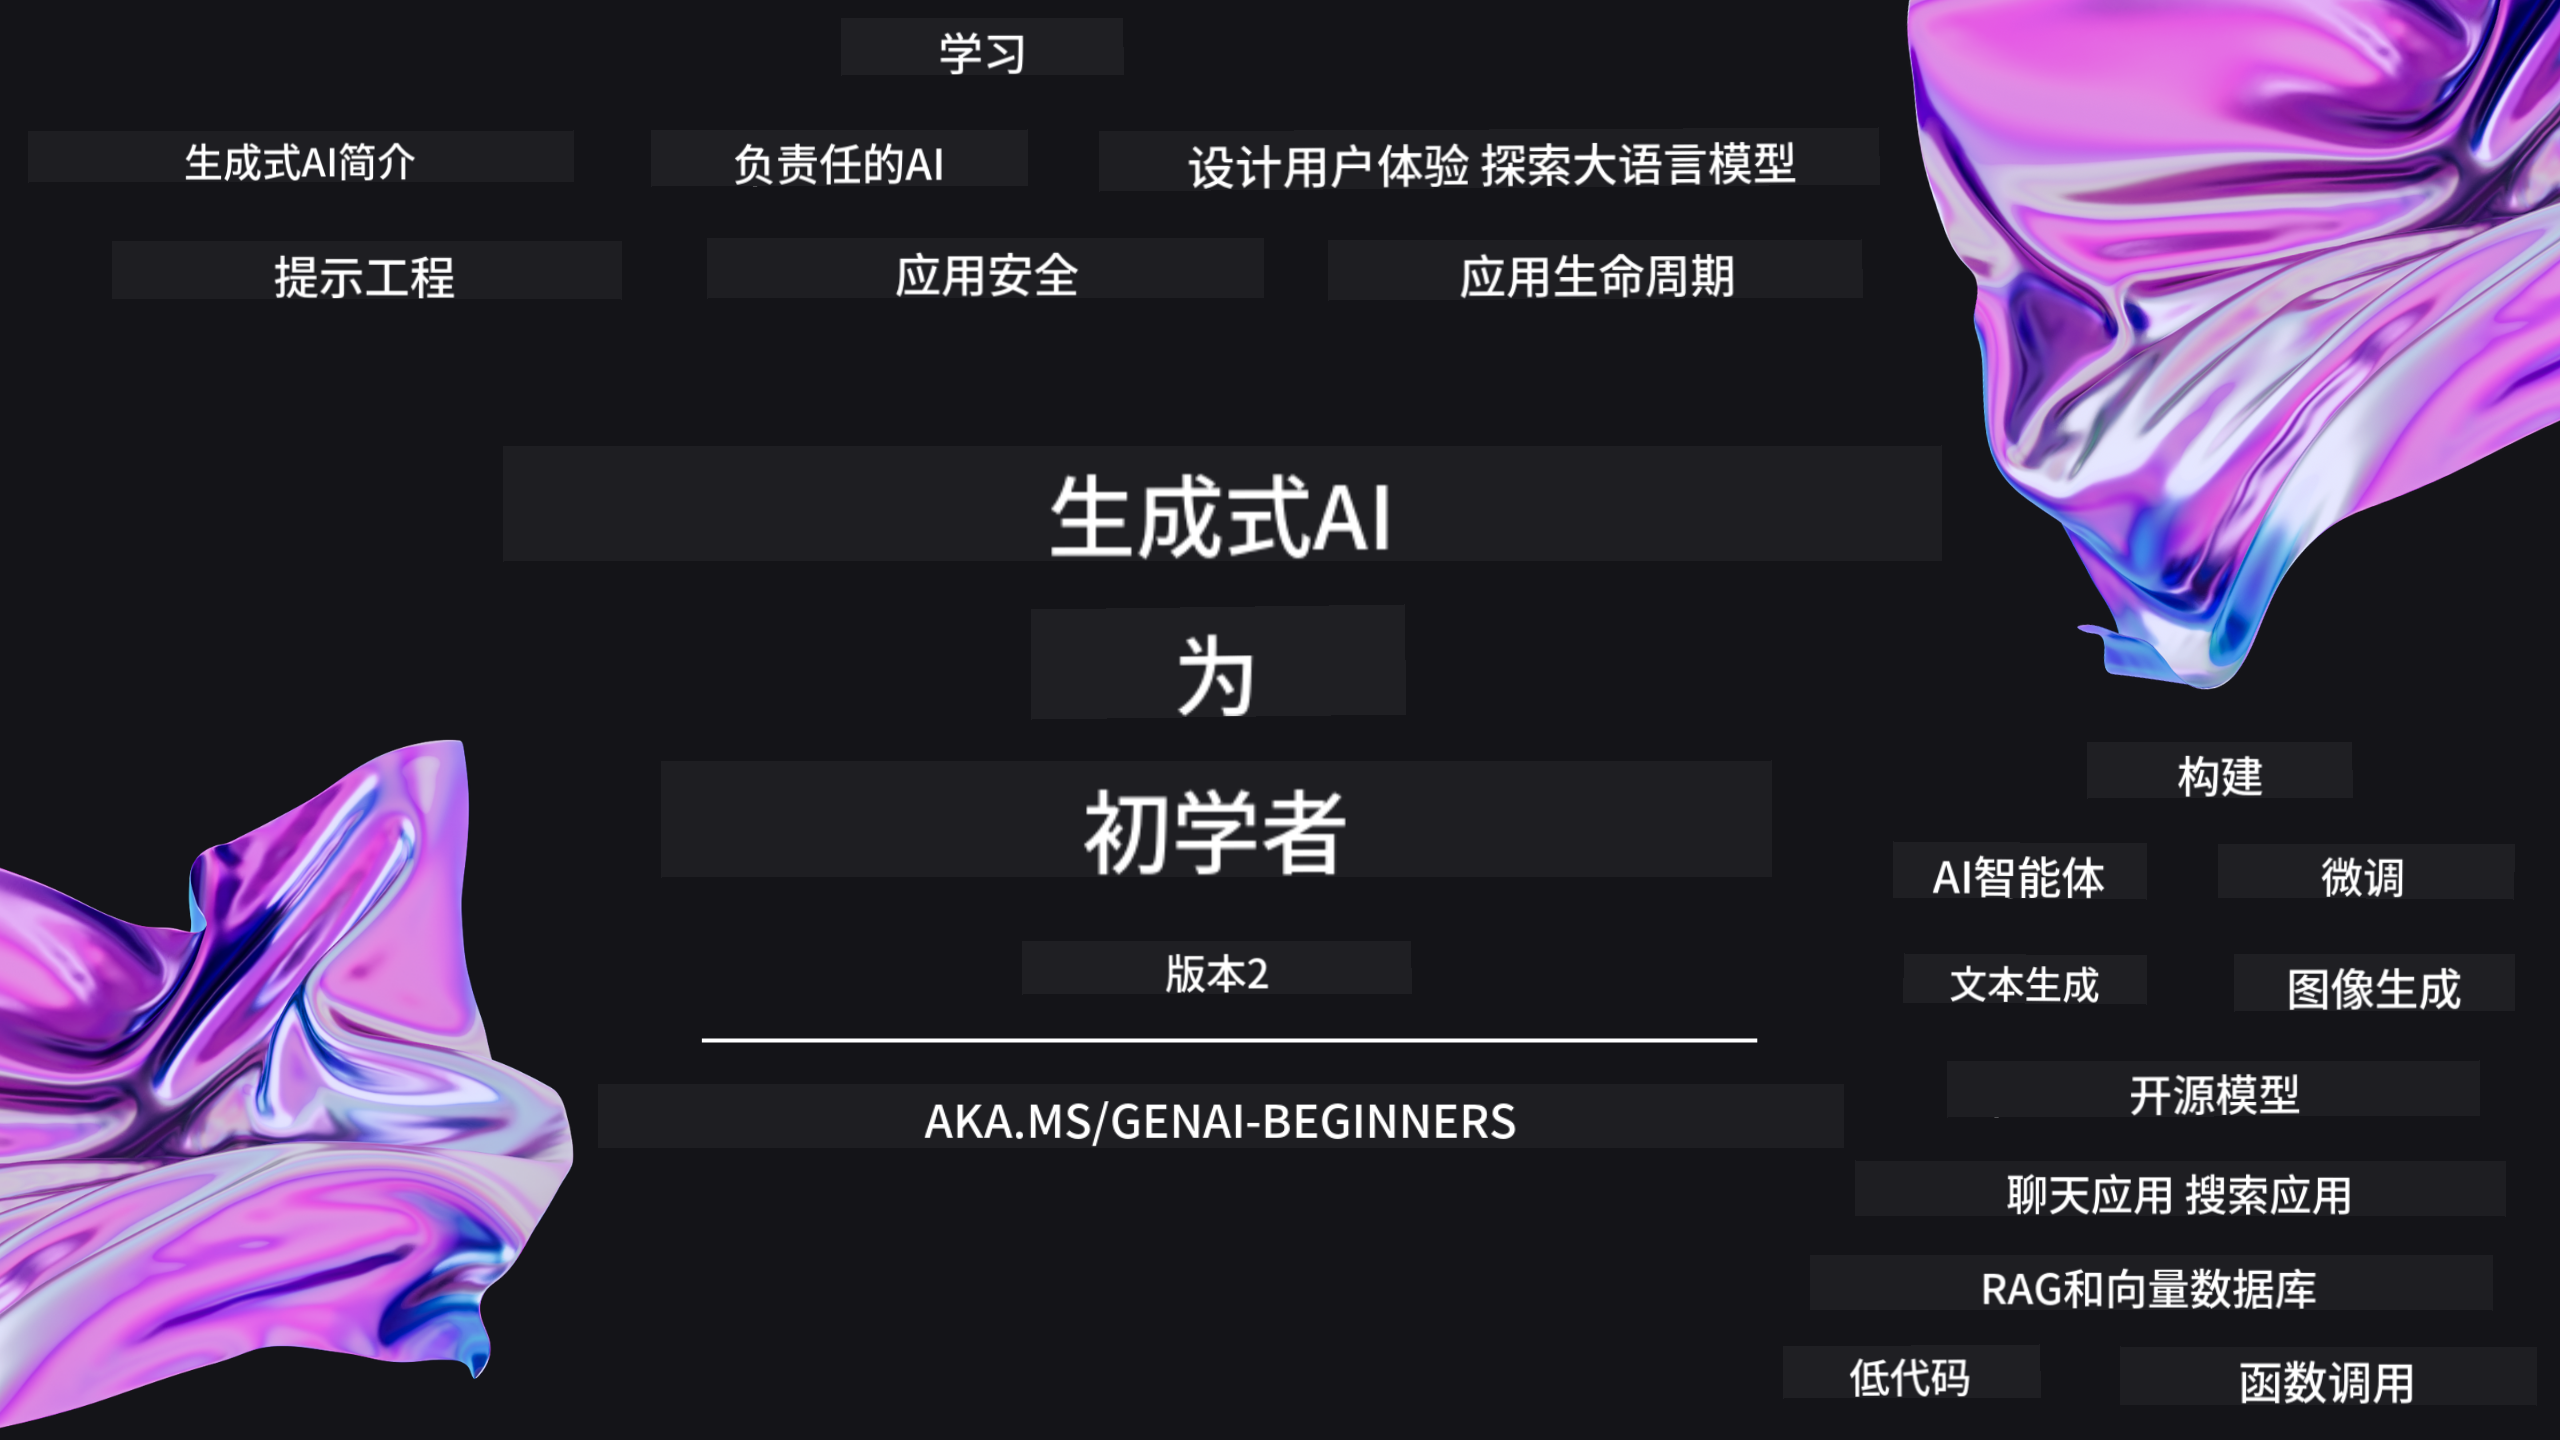 学习
生成式AI简介
负责任的AI
设计用户体验 探索大语言模型
提示工程
应用安全
应用生命周期
生成式AI
为
初学者
版本2
AKA.MS/GENAI-BEGINNERS
构建
AI智能体
微调
文本生成
图像生成
开源模型
聊天应用 搜索应用
RAG和向量数据库
低代码
函数调用